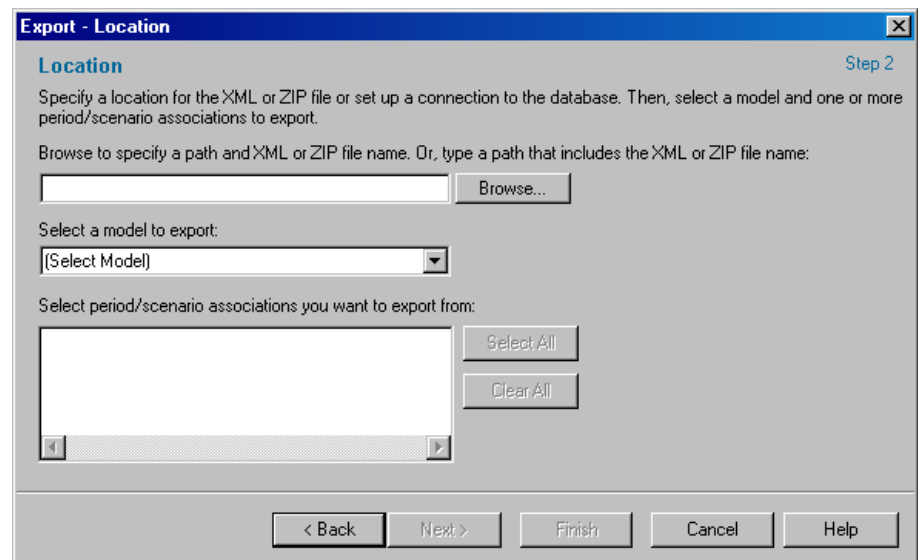 Export - Location
Location
Step 2
Specify a location for the XML or ZIP file or set up a connection to the database. Then, select a model and one or more
period/scenario associations to export.
Browse to specify a path and XML or ZIP file name. Or, type a path that includes the XML or ZIP file name:
Browse...
Select a model to export:
(Select Model)
Select period/scenario associations you want to export from:
Select All
Clear All
< Back
Next >
Finish
Cancel
Help